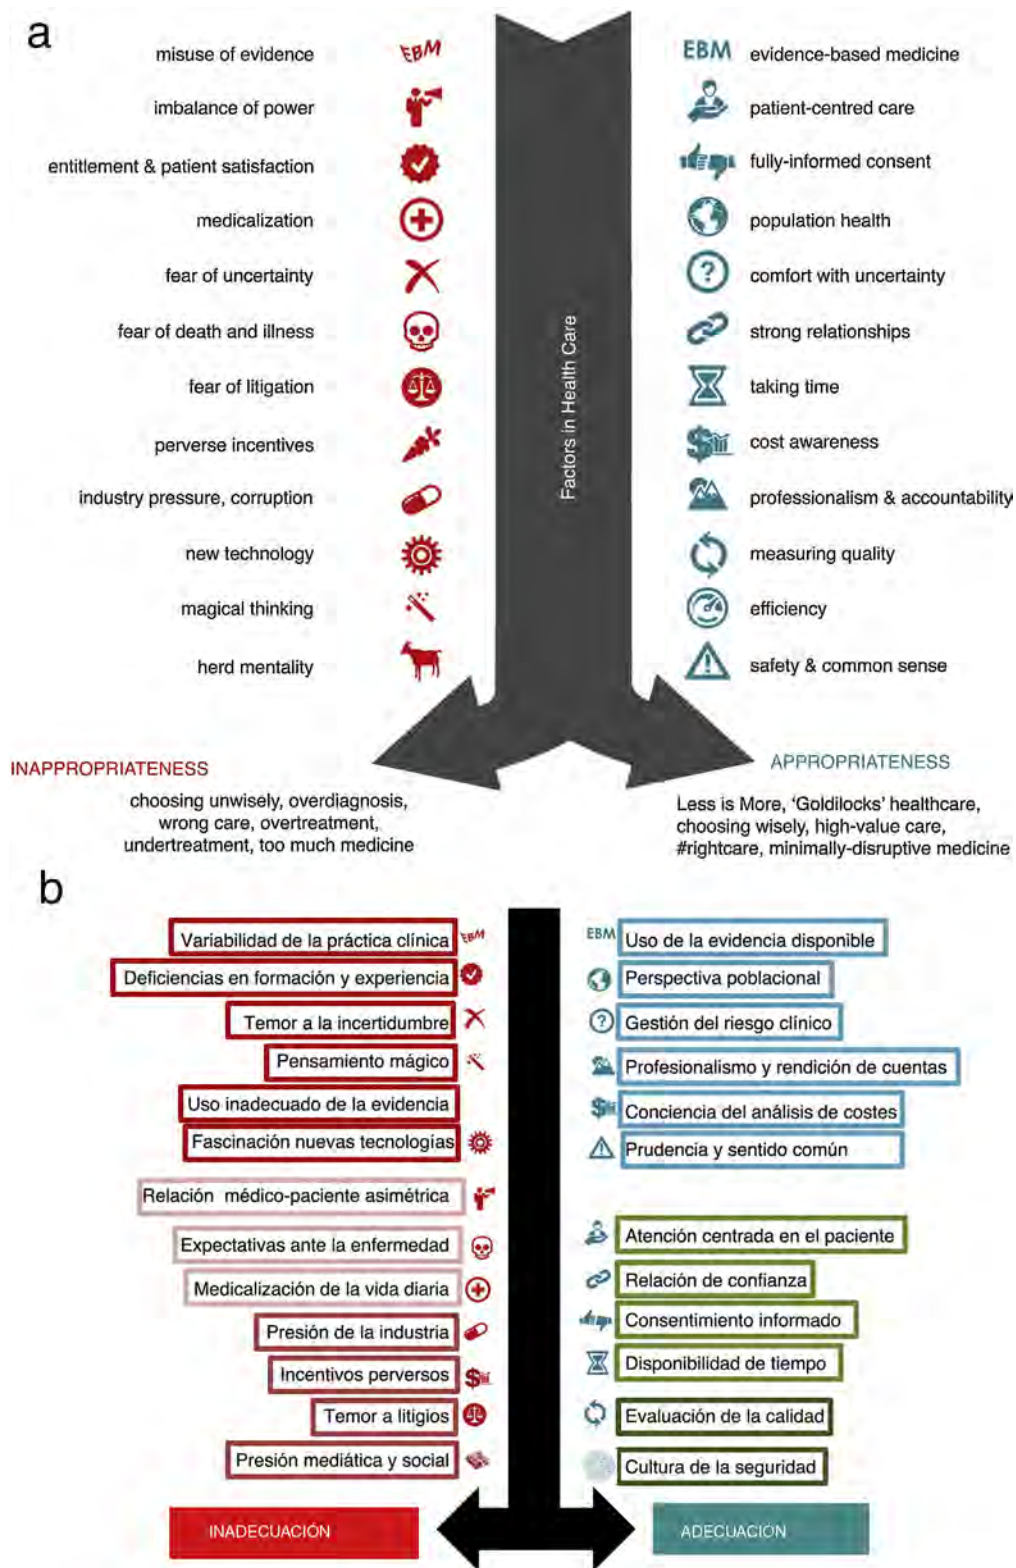 a
misuse of evidence EBM EBM evidence-based medicine
imbalance of power patient-centred care
entitlement & patient satisfaction fully-informed consent
medicalization population health
fear of uncertainty ? comfort with uncertainty
fear of death and illness strong relationships
fear of litigation taking time
perverse incentives $ cost awareness
industry pressure, corruption professionalism & accountability
new technology measuring quality
magical thinking efficiency
herd mentality safety & common sense
Factors in Health Care
INAPPROPRIATENESS
choosing unwisely, overdiagnosis,
wrong care, overtreatment,
undertreatment, too much medicine
APPROPRIATENESS
Less is More, ‘Goldilocks’ healthcare,
choosing wisely, high-value care,
#rightcare, minimally-disruptive medicine
b
Variabilidad de la práctica clínica EBM
Deficiencias en formación y experiencia
Temor a la incertidumbre
Pensamiento mágico
Uso inadecuado de la evidencia
Fascinación nuevas tecnologías
Relación médico-paciente asimétrica
Expectativas ante la enfermedad
Medicalización de la vida diaria
Presión de la industria
Incentivos perversos $
Temor a litigios
Presión mediática y social
INADECUACIÓN
EBM Uso de la evidencia disponible
Perspectiva poblacional
? Gestión del riesgo clínico
Profesionalismo y rendición de cuentas
$ Conciencia del análisis de costes
Prudencia y sentido común
Atención centrada en el paciente
Relación de confianza
Consentimiento informado
Disponibilidad de tiempo
Evaluación de la calidad
Cultura de la seguridad
ADECUACIÓN